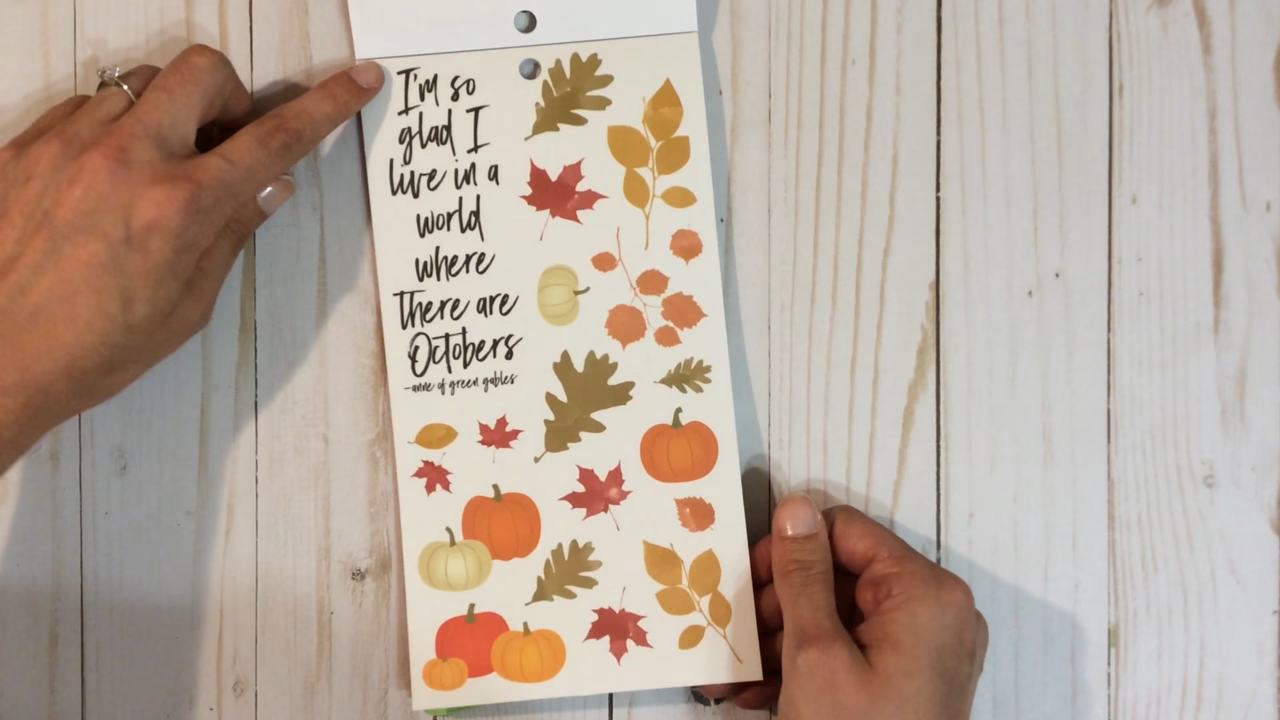 I'm so
glad I
live in a
world
where
There are
Octobers
-anne of green gables